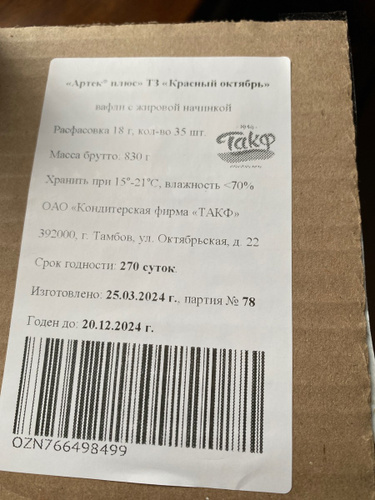 «Артек* плюс» ТЗ «Красный октябрь»
вафли с жировой начинкой
Расфасовка 18 г, кол-во 35 шт.
Такф
Масса брутто. 830 г
Хранить при 15°-21°С, влажность <70%
ОАО «Кондитерская фирма «ТАКФ»
392000, г. Тамбов, ул. Октябрьская, д. 22
Срок годности: 270 суток.
Изготовлено: 25.03.2024 г., партия № 78
Годен до: 20.12.2024 г.
OZN766498499